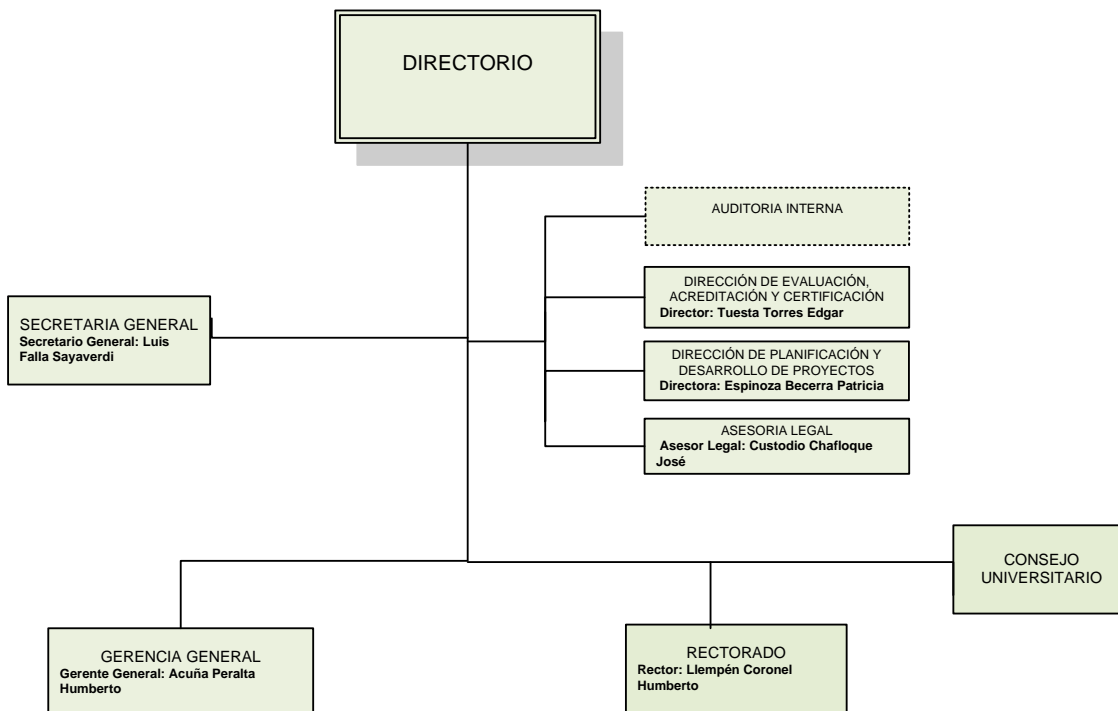 DIRECTORIO
AUDITORIA INTERNA
DIRECCIÓN DE EVALUACIÓN,
ACREDITACIÓN Y CERTIFICACIÓN
Director: Tuesta Torres Edgar
SECRETARIA GENERAL
Secretario General: Luis
Falla Sayaverdi
DIRECCIÓN DE PLANIFICACIÓN Y
DESARROLLO DE PROYECTOS
Directora: Espinoza Becerra Patricia
ASESORIA LEGAL
Asesor Legal: Custodio Chafloque
José
CONSEJO
UNIVERSITARIO
GERENCIA GENERAL
Gerente General: Acuña Peralta
Humberto
RECTORADO
Rector: Llempén Coronel
Humberto